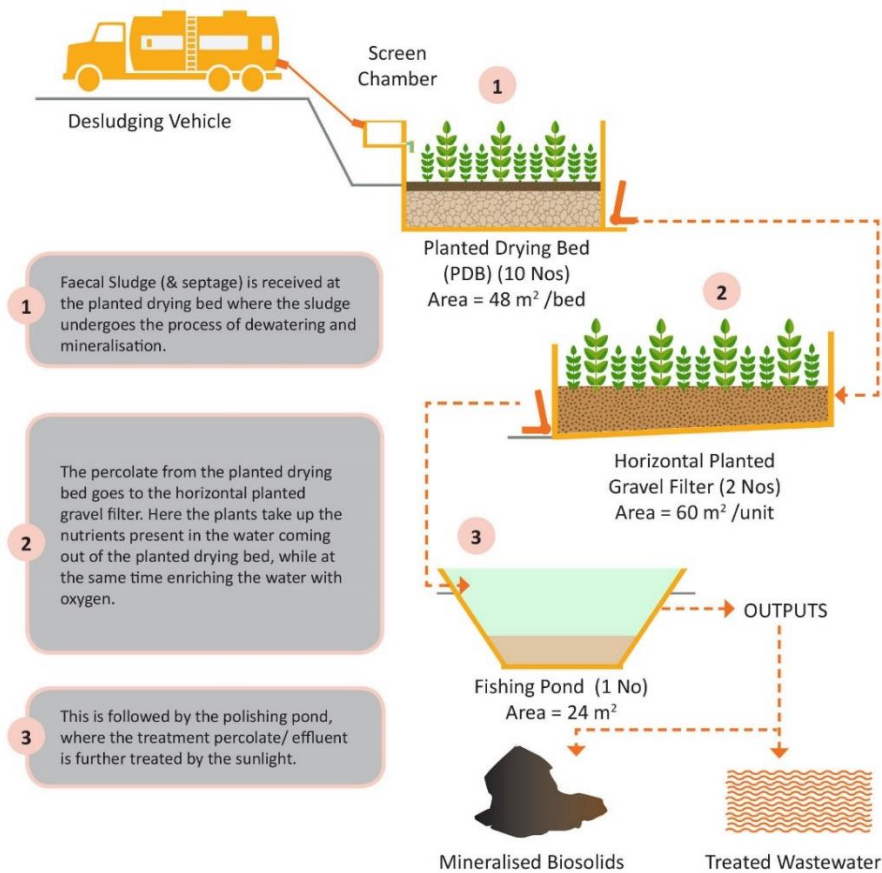 Screen
Chamber
1
Desludging Vehicle
Planted Drying Bed
(PDB) (10 Nos)
Area = 48 m² /bed
1
Faecal Sludge (& septage) is received at
the planted drying bed where the sludge
undergoes the process of dewatering and
mineralisation.
2
Horizontal Planted
Gravel Filter (2 Nos)
Area = 60 m² /unit
2
The percolate from the planted drying
bed goes to the horizontal planted
gravel filter. Here the plants take up the
nutrients present in the water coming
out of the planted drying bed, while at
the same time enriching the water with
oxygen.
3
OUTPUTS
Fishing Pond (1 No)
Area = 24 m²
3
This is followed by the polishing pond,
where the treatment percolate/ effluent
is further treated by the sunlight.
Mineralised Biosolids
Treated Wastewater